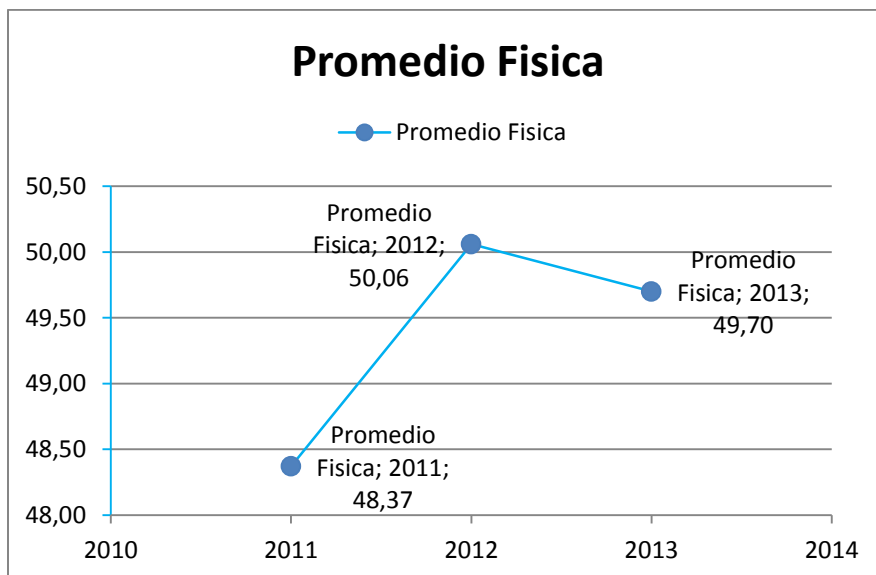 Promedio Fisica
Promedio Fisica
50,50
50,00
49,50
49,00
48,50
48,00
Promedio
Fisica; 2012;
50,06
Promedio
Fisica; 2013;
49,70
Promedio
Fisica; 2011;
48,37
2010
2011
2012
2013
2014